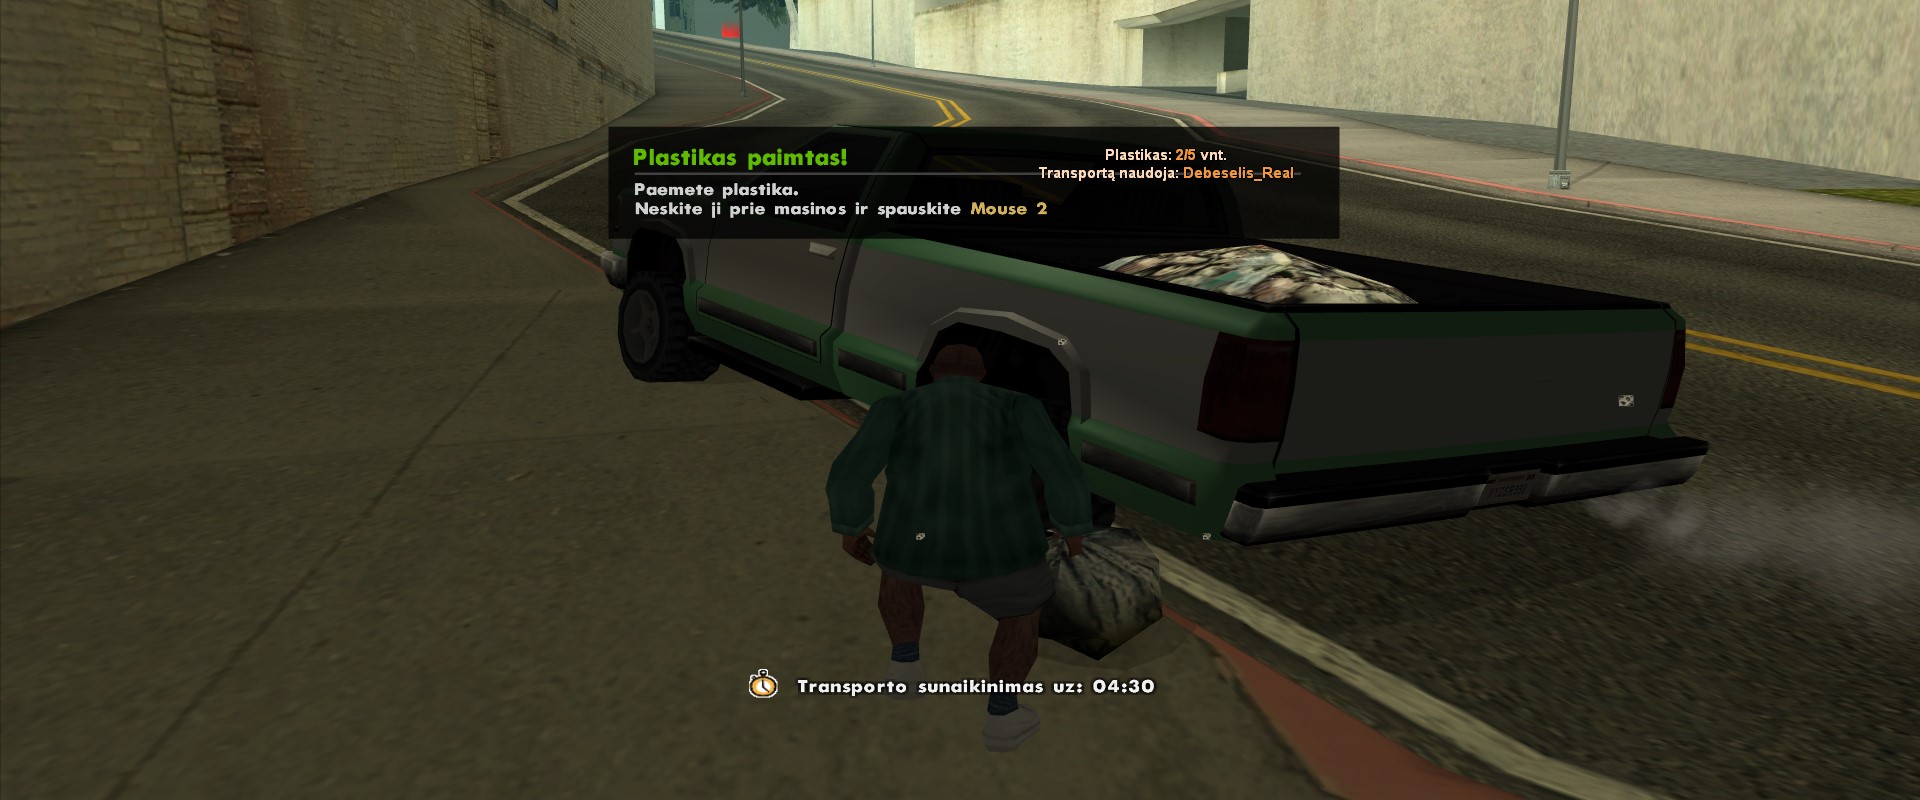 Plastikas paimtas!
Paemete plastika.
Neskite ji prie masinos ir spauskite Mouse 2
Plastikas: 2/5 vnt.
Transportą naudoja: Debeselis_Real
Transporto sunaikinimas uz: 04:30